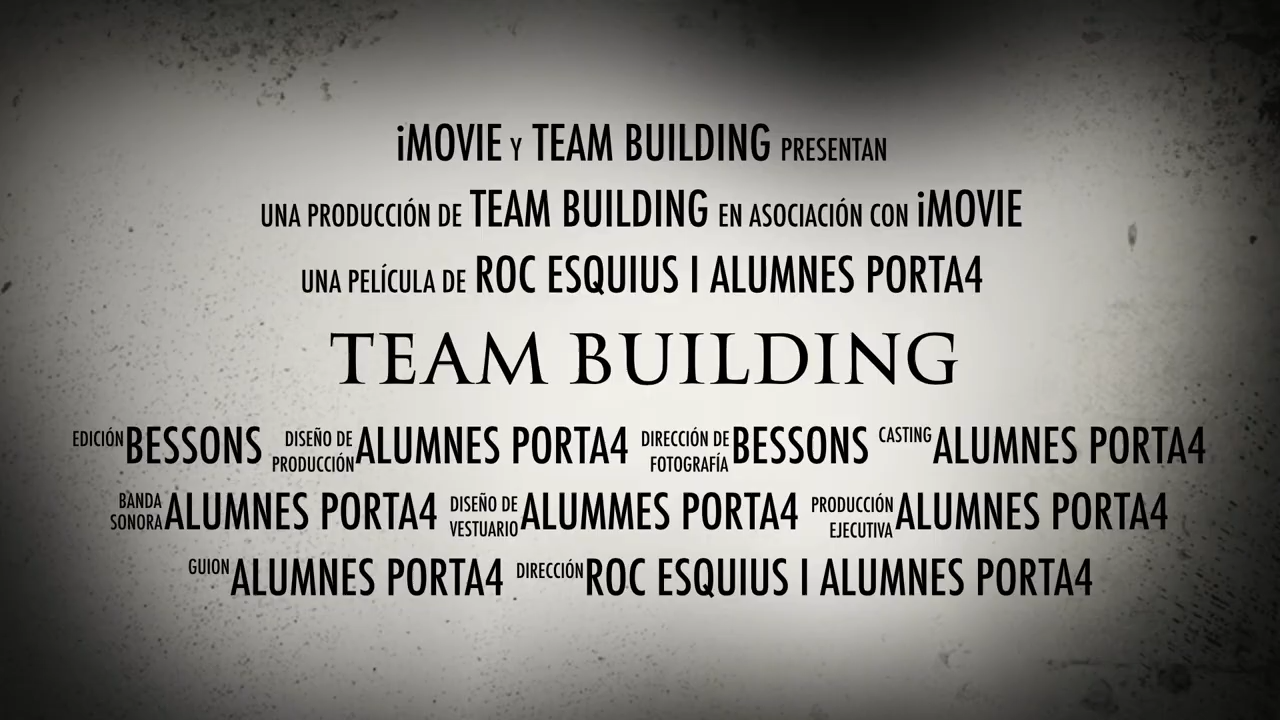 iMOVIE Y TEAM BUILDING PRESENTAN
UNA PRODUCCIÓN DE TEAM BUILDING EN ASOCIACIÓN CON iMOVIE
UNA PELÍCULA DE ROC ESQUIUS I ALUMNES PORTA4
TEAM BUILDING
EDICIÓN BESSONS DISEÑO DE PRODUCCIÓN ALUMNES PORTA4 DIRECCIÓN DE FOTOGRAFÍA BESSONS CASTING ALUMNES PORTA4
BANDA SONORA ALUMNES PORTA4 DISEÑO DE VESTUARIO ALUMMES PORTA4 PRODUCCIÓN EJECUTIVA ALUMNES PORTA4
GUION ALUMNES PORTA4 DIRECCIÓN ROC ESQUIUS I ALUMNES PORTA4